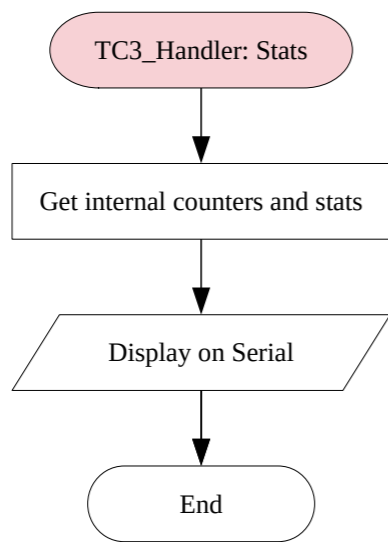 TC3_Handler: Stats
Get internal counters and stats
Display on Serial
End